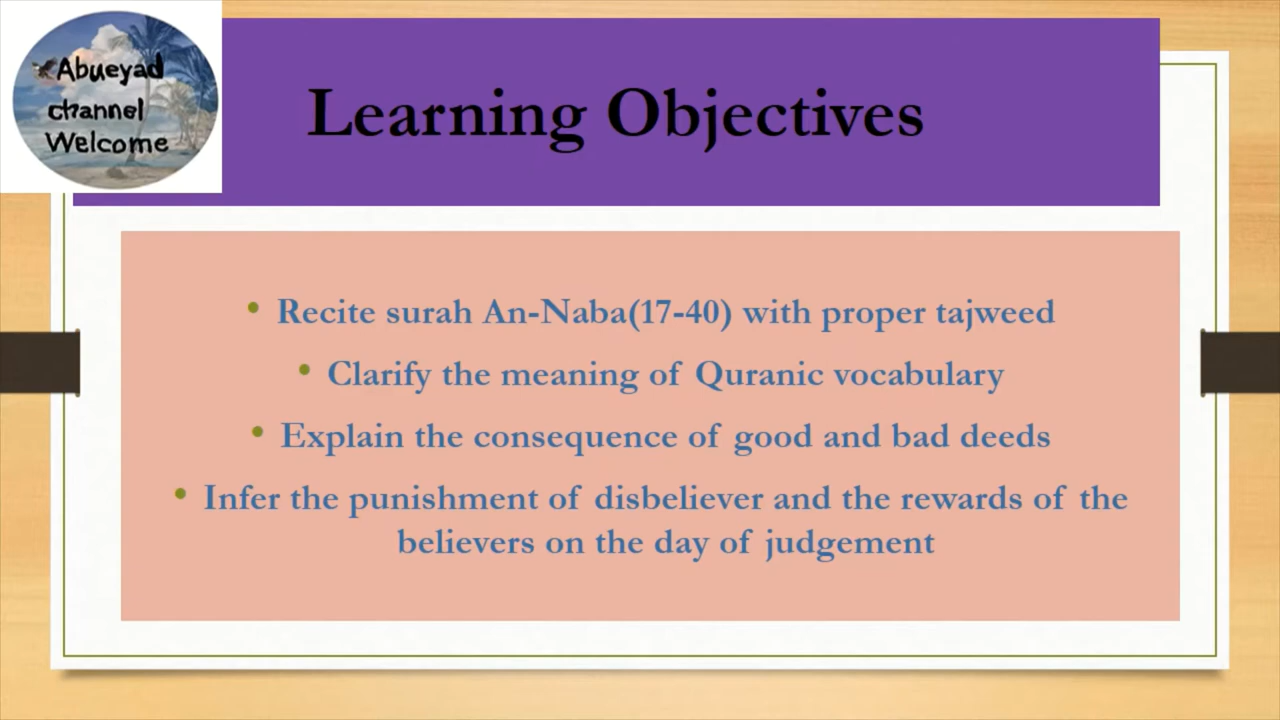 Abueyad
channel
Welcome
Learning Objectives
• Recite surah An-Naba(17-40) with proper tajweed
• Clarify the meaning of Quranic vocabulary
• Explain the consequence of good and bad deeds
• Infer the punishment of disbeliever and the rewards of the
believers on the day of judgement